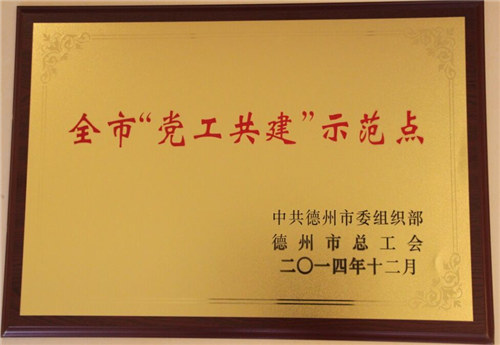 全市“党工共建”示范点
中共德州市委组织部
德州市总工会
二〇一四年十二月